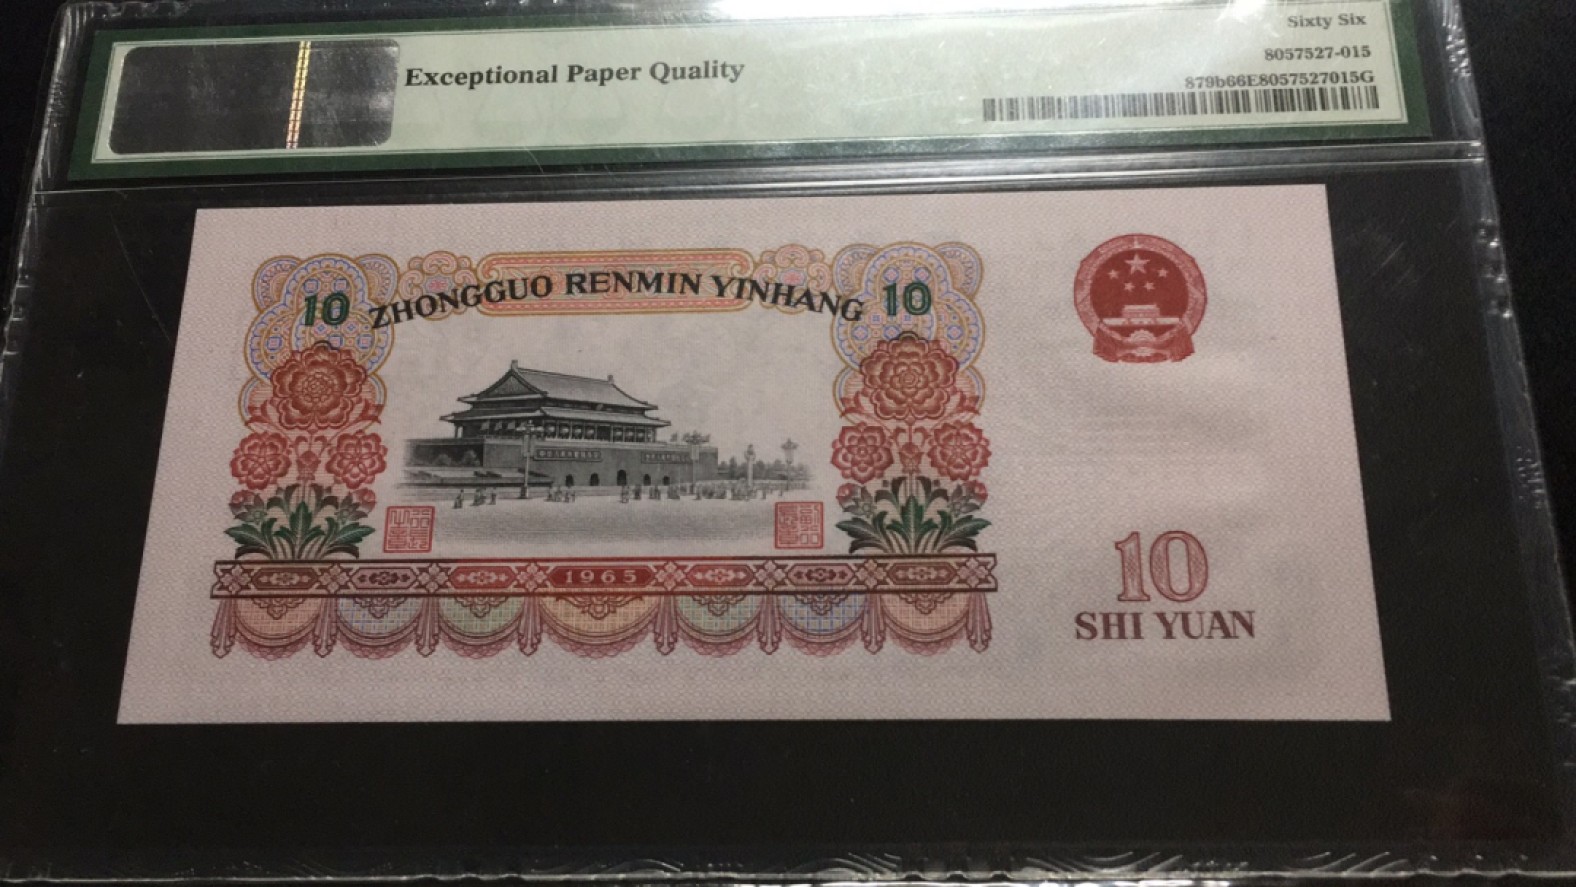 Sixty Six
Exceptional Paper Quality
8057527-015
879b66E8057527015G
10 ZHONGGUO RENMIN YINHANG 10
1965
10
SHI YUAN